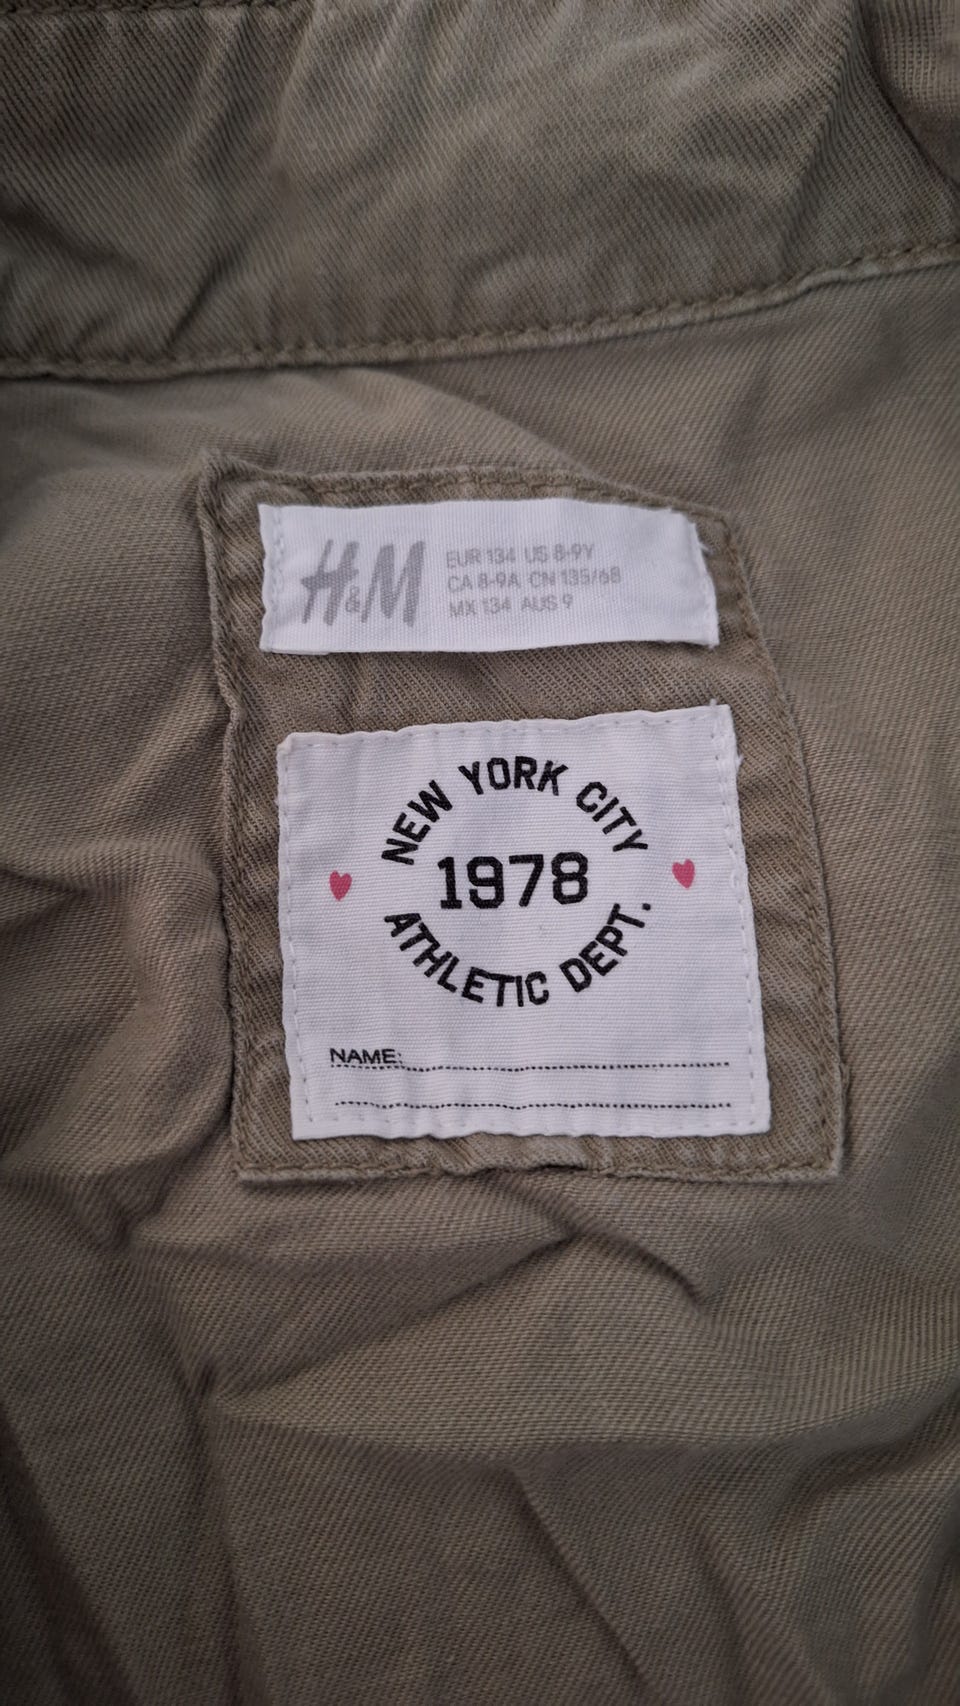 H&M
EUR 134 US 8-9Y
CA 8-9A CN 135/68
MX 134 AUS 9
NEW YORK CITY
1978
ATHLETIC DEPT.
NAME: